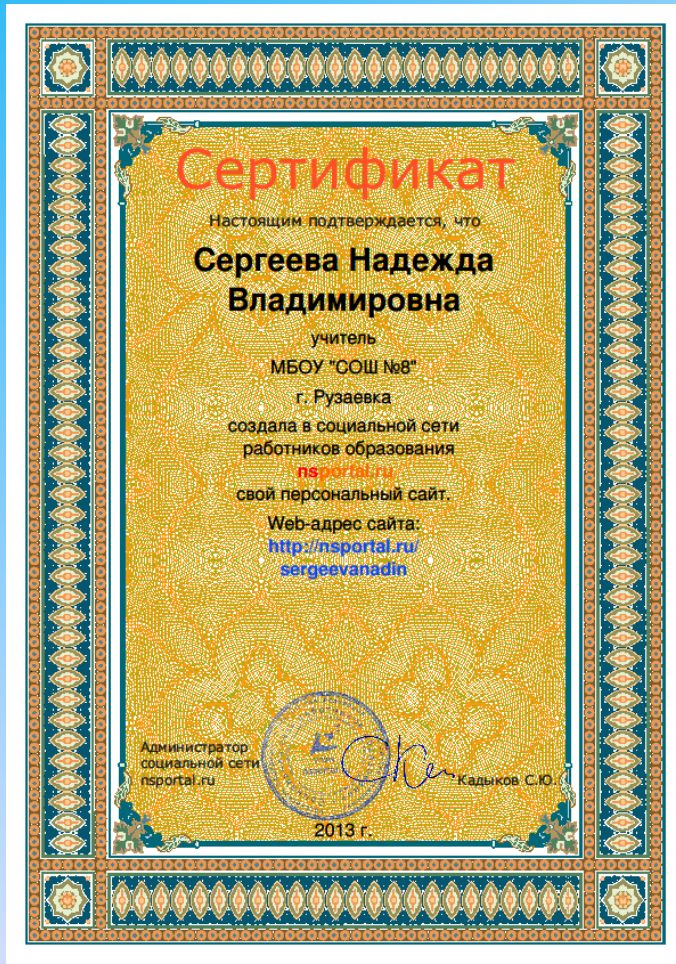 Сертификат
Настоящим подтверждается, что
Сергеева Надежда
Владимировна
учитель
МБОУ "СОШ №8"
г. Рузаевка
создала в социальной сети
работников образования
nsportal.ru
свой персональный сайт.
Web-адрес сайта:
http://nsportal.ru/
sergeevanadin
Администратор
социальной сети
nsportal.ru
Кадыков С.Ю.
2013 г.